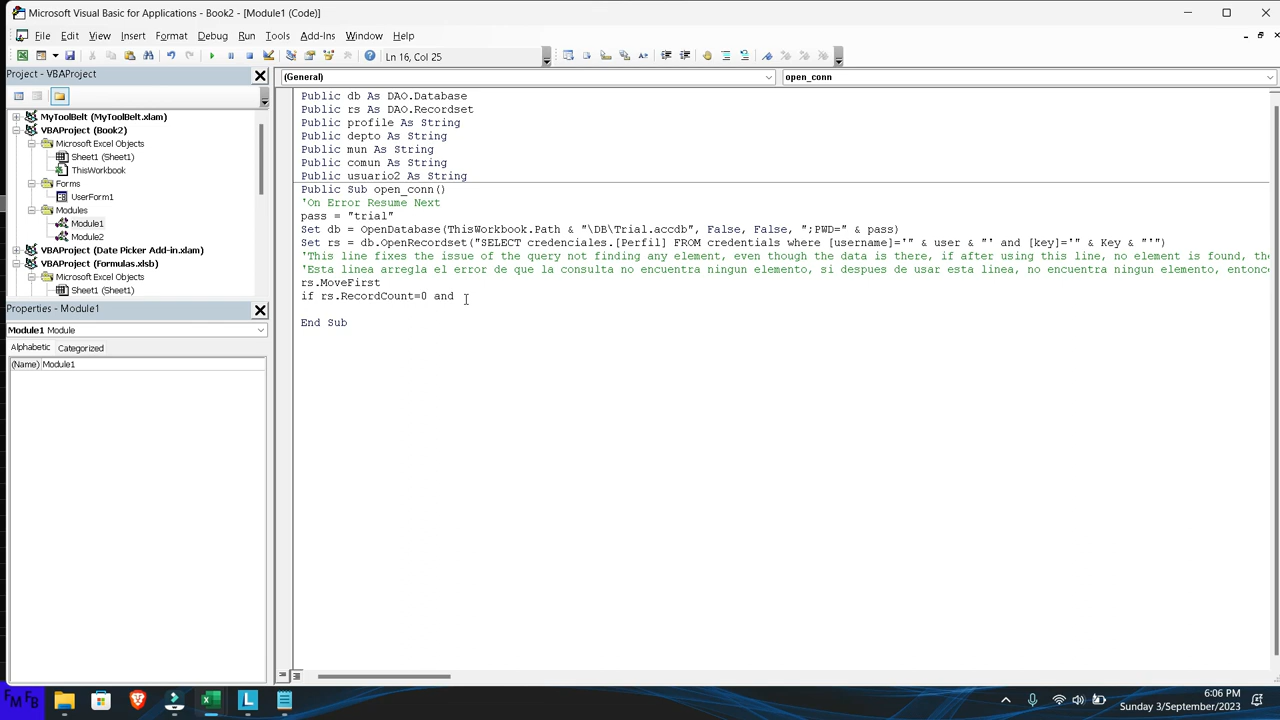 Microsoft Visual Basic for Applications - Book2 - [Module1 (Code)]
File Edit View Insert Format Debug Run Tools Add-Ins Window Help
Ln 16, Col 25
Project - VBAProject
MyToolBelt (MyToolBelt.xlam)
VBAProject (Book2)
Microsoft Excel Objects
Sheet1 (Sheet1)
ThisWorkbook
Forms
UserForm1
Modules
Module1
Module2
VBAProject (Date Picker Add-in.xlam)
VBAProject (Formulas.xlsb)
Microsoft Excel Objects
Sheet1 (Sheet1)
Properties - Module1
Module1 Module
Alphabetic Categorized
(Name) Module1
(General) open_conn
Public db As DAO.Database
Public rs As DAO.Recordset
Public profile As String
Public depto As String
Public mun As String
Public comun As String
Public usuario2 As String
Public Sub open_conn()
'On Error Resume Next
pass = "trial"
Set db = OpenDatabase(ThisWorkbook.Path & "\DB\Trial.accdb", False, False, ";PWD=" & pass)
Set rs = db.OpenRecordset("SELECT credenciales.[Perfil] FROM credentials where [username]='" & user & "' and [key]='" & Key & "'")
'This line fixes the issue of the query not finding any element, even though the data is there, if after using this line, no element is found, the
'Esta linea arregla el error de que la consulta no encuentra ningun elemento, si despues de usar esta linea, no encuentra ningun elemento, entonc
rs.MoveFirst
if rs.RecordCount=0 and
End Sub
FM FB
6:06 PM
Sunday 3/September/2023